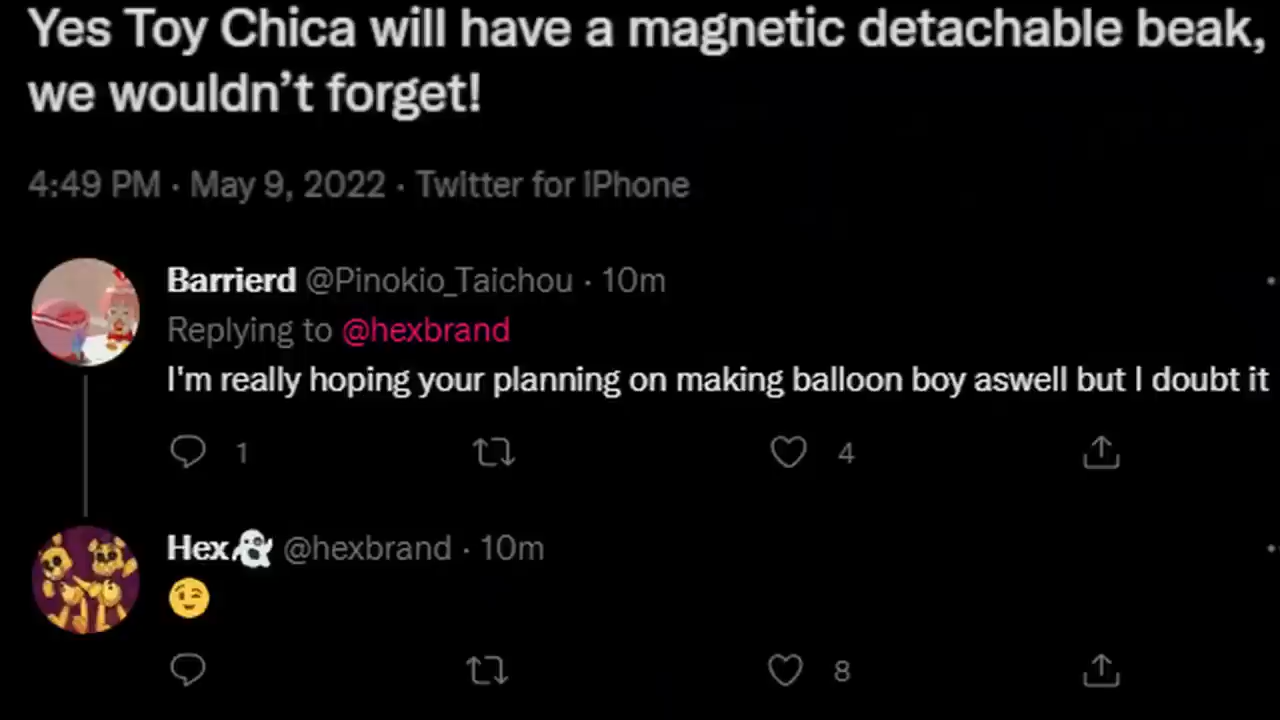 Yes Toy Chica will have a magnetic detachable beak,
we wouldn't forget!
4:49 PM · May 9, 2022 · Twitter for iPhone
Barrierd @Pinokio_Taichou · 10m
Replying to @hexbrand
I'm really hoping your planning on making balloon boy aswell but I doubt it
1 4
Hex👻 @hexbrand · 10m
😉
8